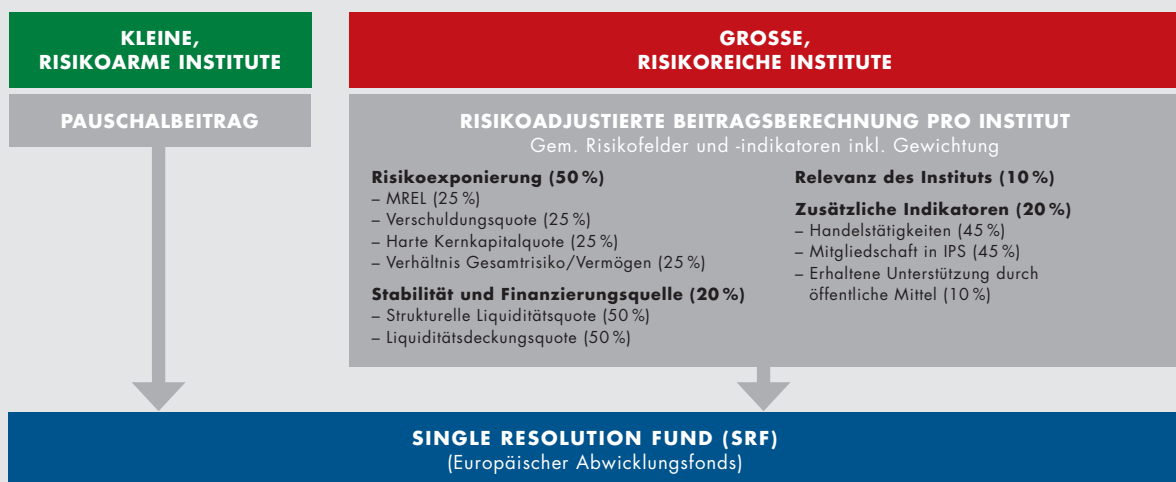 KLEINE,
RISIKOARME INSTITUTE
PAUSCHALBEITRAG
GROSSE,
RISIKOREICHE INSTITUTE
RISIKOADJUSTIERTE BEITRAGSBERECHNUNG PRO INSTITUT
Gem. Risikofelder und -indikatoren inkl. Gewichtung
Risikoexponierung (50 %)
– MREL (25 %)
– Verschuldungsquote (25 %)
– Harte Kernkapitalquote (25 %)
– Verhältnis Gesamtrisiko/Vermögen (25 %)
Stabilität und Finanzierungsquelle (20 %)
– Strukturelle Liquiditätsquote (50 %)
– Liquiditätsdeckungsquote (50 %)
Relevanz des Instituts (10 %)
Zusätzliche Indikatoren (20 %)
– Handelstätigkeiten (45 %)
– Mitgliedschaft in IPS (45 %)
– Erhaltene Unterstützung durch
öffentliche Mittel (10 %)
SINGLE RESOLUTION FUND (SRF)
(Europäischer Abwicklungsfonds)